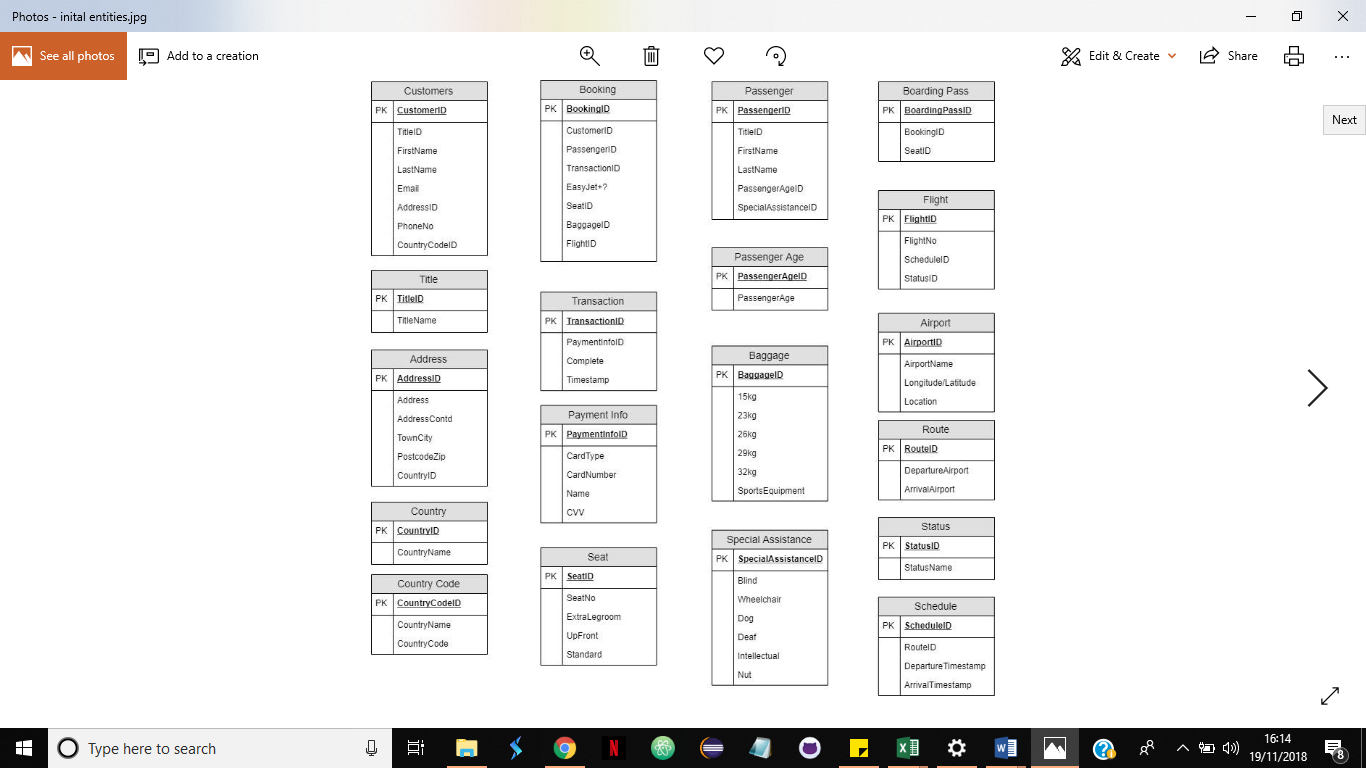 Photos - inital entities.jpg
See all photos
Add to a creation
Edit & Create
Share
Next
Customers
PK CustomerID
TitleID
FirstName
LastName
Email
AddressID
PhoneNo
CountryCodeID
Title
PK TitleID
TitleName
Address
PK AddressID
Address
AddressContd
TownCity
PostcodeZip
CountryID
Country
PK CountryID
CountryName
Country Code
PK CountryCodeID
CountryName
CountryCode
Booking
PK BookingID
CustomerID
PassengerID
TransactionID
EasyJet+?
SeatID
BaggageID
FlightID
Transaction
PK TransactionID
PaymentInfoID
Complete
Timestamp
Payment Info
PK PaymentInfoID
CardType
CardNumber
Name
CVV
Seat
PK SeatID
SeatNo
ExtraLegroom
UpFront
Standard
Passenger
PK PassengerID
TitleID
FirstName
LastName
PassengerAgeID
SpecialAssistanceID
Passenger Age
PK PassengerAgeID
PassengerAge
Baggage
PK BaggageID
15kg
23kg
26kg
29kg
32kg
SportsEquipment
Special Assistance
PK SpecialAssistanceID
Blind
Wheelchair
Dog
Deaf
Intellectual
Nut
Boarding Pass
PK BoardingPassID
BookingID
SeatID
Flight
PK FlightID
FlightNo
ScheduleID
StatusID
Airport
PK AirportID
AirportName
Longitude/Latitude
Location
Route
PK RouteID
DepartureAirport
ArrivalAirport
Status
PK StatusID
StatusName
Schedule
PK ScheduleID
RouteID
DepartureTimestamp
ArrivalTimestamp
Type here to search
N
16:14
19/11/2018
8